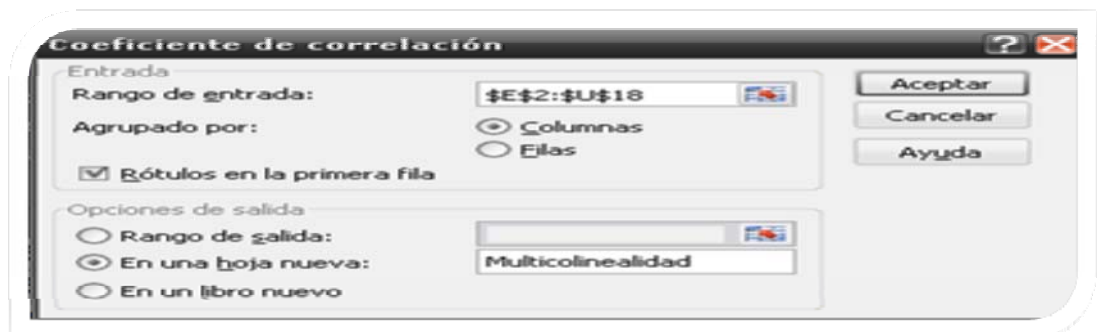 Coeficiente de correlación
Entrada
Rango de entrada: $E$2:$U$18
Agrupado por: Columnas
Filas
Rótulos en la primera fila
Aceptar
Cancelar
Ayuda
Opciones de salida
Rango de salida:
En una hoja nueva: Multicolinealidad
En un libro nuevo